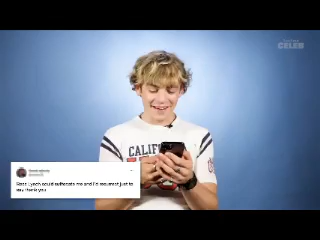 CELEB
CALIF
Ross Lynch could suffocate me and I'd resurrect just to
say thank you